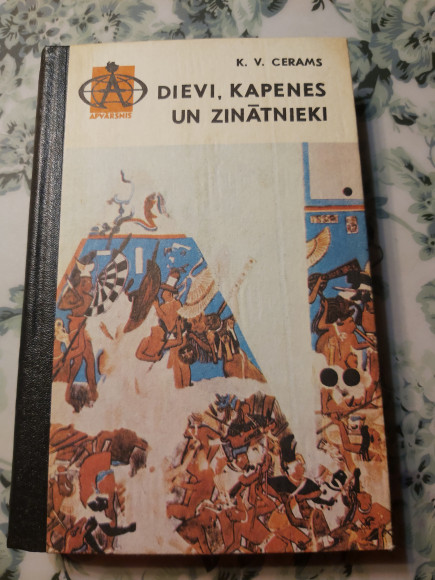 K. V. CERAMS
DIEVI, KAPENES
UN ZINĀTNIEKI
APVĀRSNIS